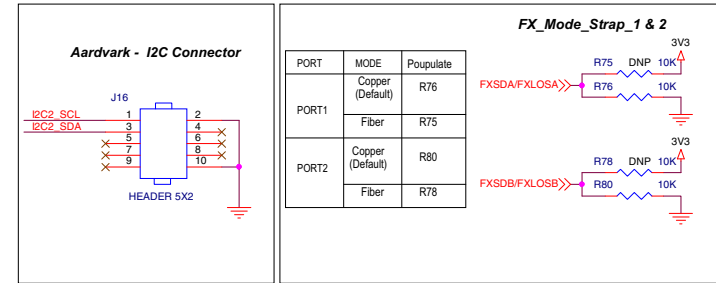 Aardvark - I2C Connector
J16
I2C2_SCL
I2C2_SDA
1
2
3
4
5
6
7
8
9
10
HEADER 5X2
FX_Mode_Strap_1 & 2
PORT MODE Poupulate
PORT1
Copper
(Default)
R76
Fiber R75
PORT2
Copper
(Default)
R80
Fiber R78
3V3
R75 DNP 10K
FXSDA/FXLOSA
R76 10K
3V3
R78 DNP 10K
FXSDB/FXLOSB
R80 10K